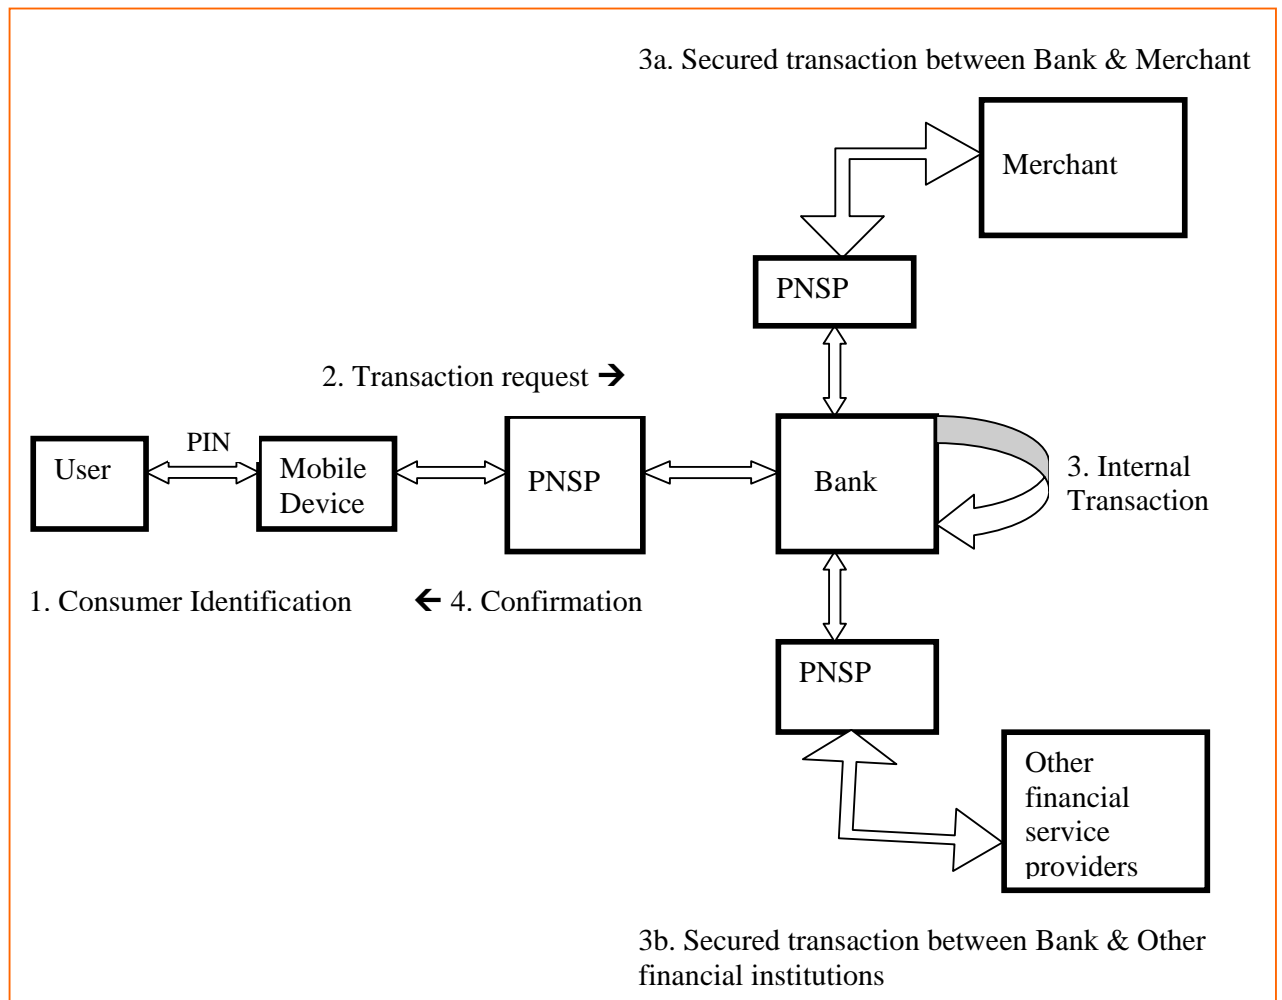 3a. Secured transaction between Bank & Merchant
Merchant
PNSP
2. Transaction request →
User
PIN
Mobile
Device
PNSP
Bank
3. Internal
Transaction
1. Consumer Identification
← 4. Confirmation
PNSP
Other
financial
service
providers
3b. Secured transaction between Bank & Other
financial institutions